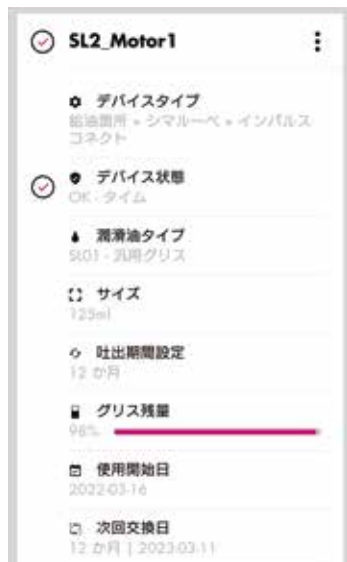 SL2_Motor1
デバイスタイプ
給油箇所 » シマルーベ » インパルス
コネクト
デバイス状態
OK - タイム
潤滑油タイプ
SL01 - 汎用グリス
サイズ
125ml
吐出期間設定
12 か月
グリス残量
98%
使用開始日
2022-03-16
次回交換日
12 か月 | 2023-03-11